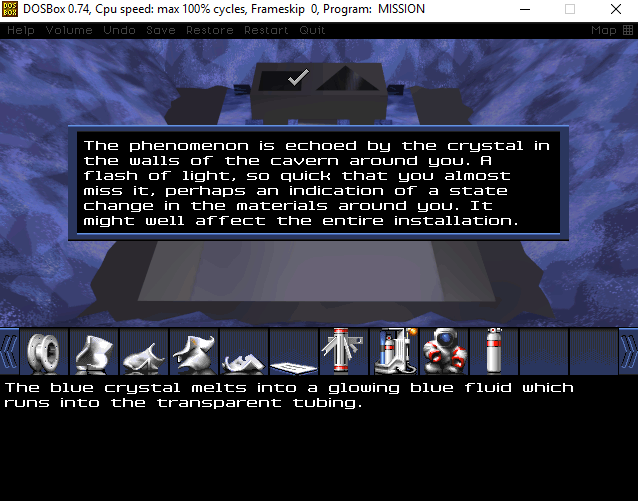 DOS
BOX
DOSBox 0.74, Cpu speed: max 100% cycles, Frameskip 0, Program: MISSION
Help Volume Undo Save Restore Restart Quit Map
The phenomenon is echoed by the crystal in
the walls of the cavern around you. A
flash of light, so quick that you almost
miss it, perhaps an indication of a state
change in the materials around you. It
might well affect the entire installation.
The blue crystal melts into a glowing blue fluid which
runs into the transparent tubing.